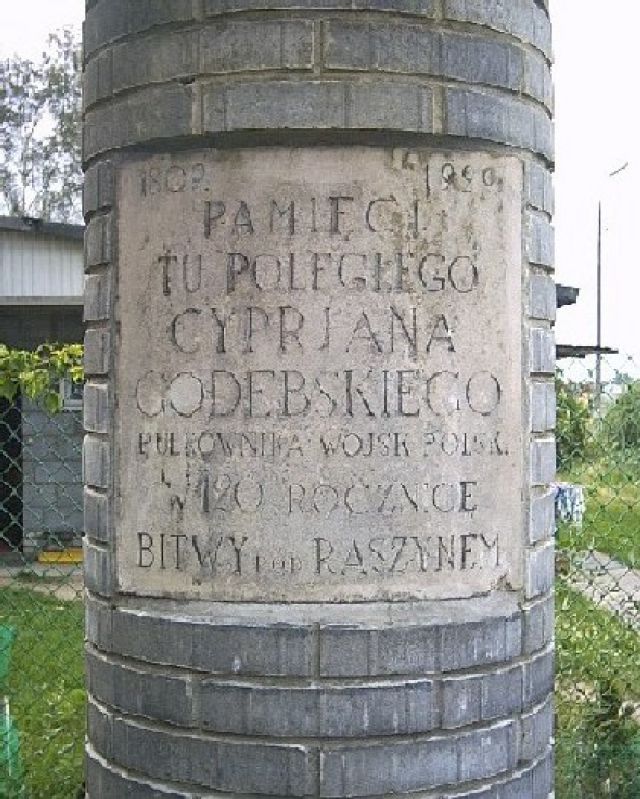 1809. 1929
PAMIĘCI
TU POLEGŁEGO
CYPRJANA
GODEBSKIEGO
PUŁKOWNIKA WOJSK POLSK.
W 120 ROCZNICĘ
BITWY POD RASZYNEM